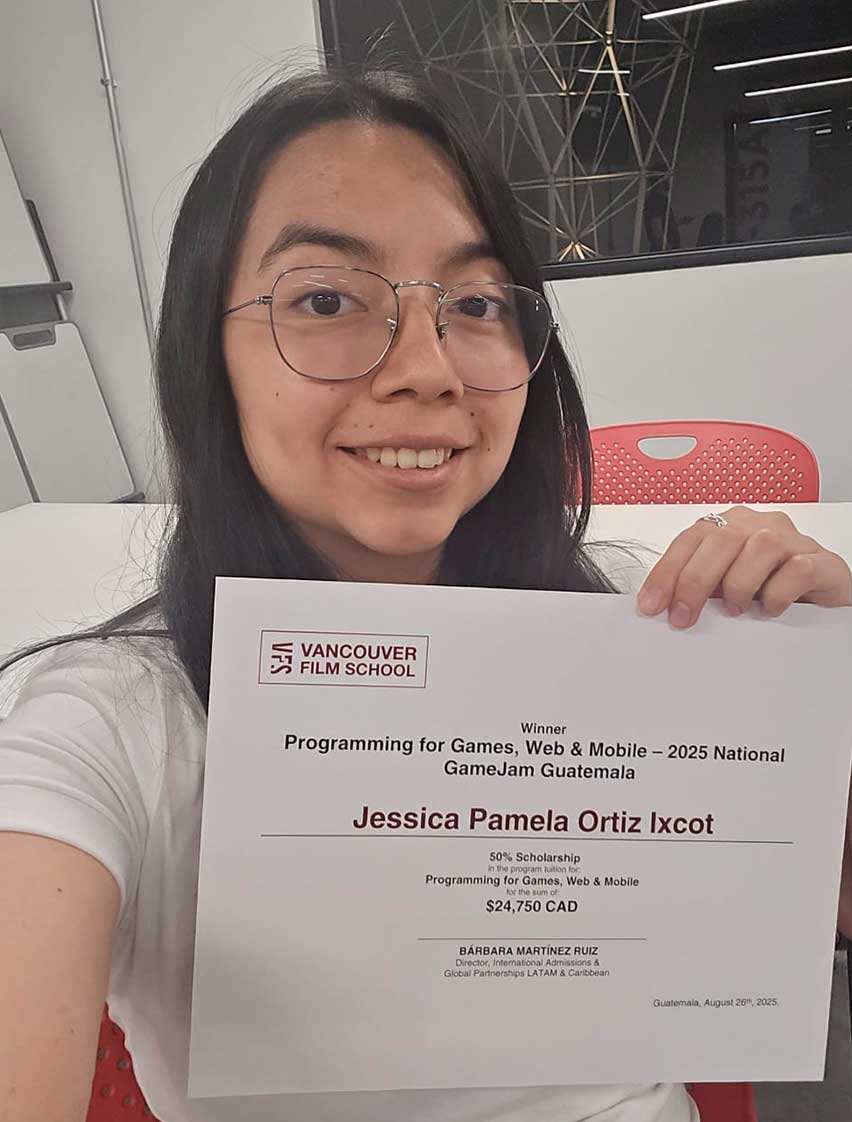 315A
VFS
VANCOUVER
FILM SCHOOL
Winner
Programming for Games, Web & Mobile – 2025 National
GameJam Guatemala
Jessica Pamela Ortiz Ixcot
50% Scholarship
in the program tuition for:
Programming for Games, Web & Mobile
for the sum of:
$24,750 CAD
BÁRBARA MARTÍNEZ RUIZ
Director, International Admissions &
Global Partnerships LATAM & Caribbean
Guatemala, August 26th, 2025.